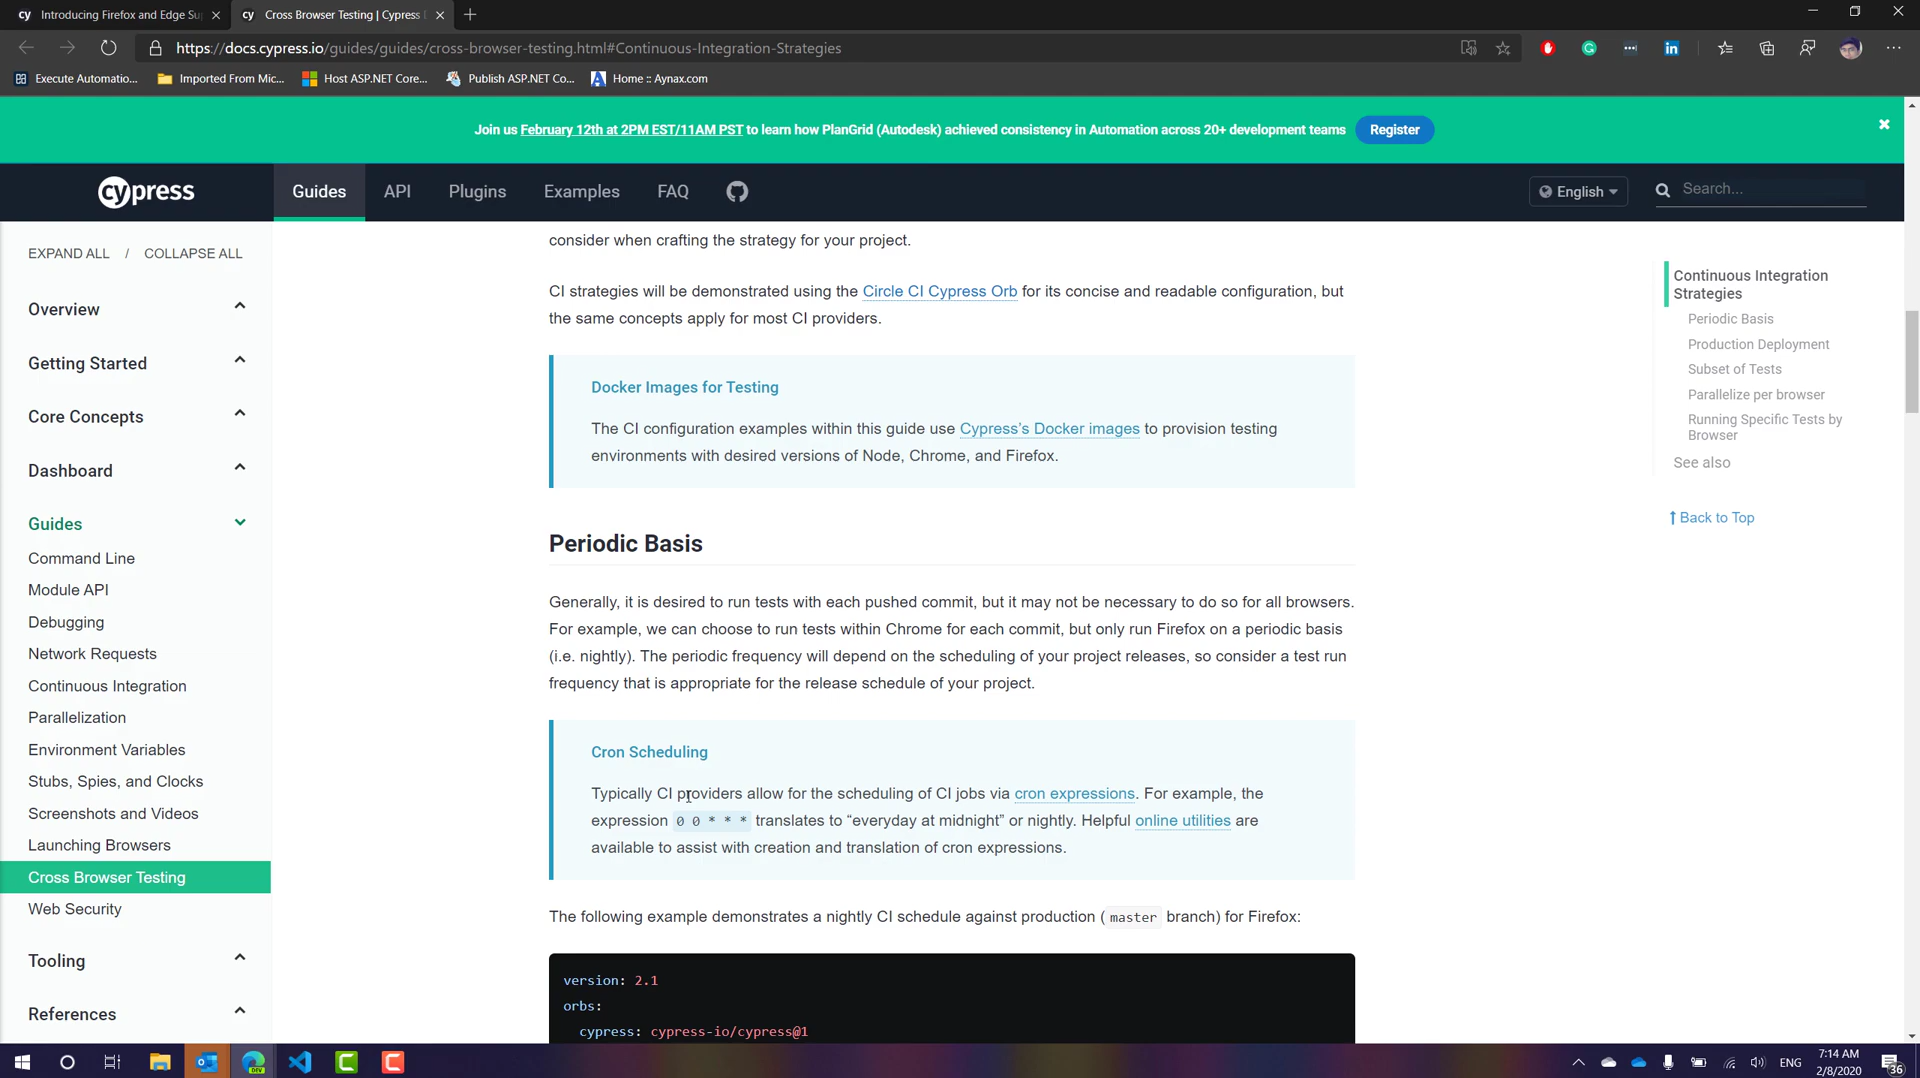 Introducing Firefox and Edge Su
Cross Browser Testing | Cypress D
https://docs.cypress.io/guides/guides/cross-browser-testing.html#Continuous-Integration-Strategies
Execute Automatio...
Imported From Mic...
Host ASP.NET Core...
Publish ASP.NET Co...
Home :: Aynax.com
Join us February 12th at 2PM EST/11AM PST to learn how PlanGrid (Autodesk) achieved consistency in Automation across 20+ development teams
Register
cypress
Guides
API
Plugins
Examples
FAQ
English
Search...
EXPAND ALL / COLLAPSE ALL
Overview
Getting Started
Core Concepts
Dashboard
Guides
Command Line
Module API
Debugging
Network Requests
Continuous Integration
Parallelization
Environment Variables
Stubs, Spies, and Clocks
Screenshots and Videos
Launching Browsers
Cross Browser Testing
Web Security
Tooling
References
consider when crafting the strategy for your project.
CI strategies will be demonstrated using the Circle CI Cypress Orb for its concise and readable configuration, but
the same concepts apply for most CI providers.
Docker Images for Testing
The CI configuration examples within this guide use Cypress's Docker images to provision testing
environments with desired versions of Node, Chrome, and Firefox.
Periodic Basis
Generally, it is desired to run tests with each pushed commit, but it may not be necessary to do so for all browsers.
For example, we can choose to run tests within Chrome for each commit, but only run Firefox on a periodic basis
(i.e. nightly). The periodic frequency will depend on the scheduling of your project releases, so consider a test run
frequency that is appropriate for the release schedule of your project.
Cron Scheduling
Typically CI providers allow for the scheduling of CI jobs via cron expressions. For example, the
expression 0 0 * * * translates to “everyday at midnight” or nightly. Helpful online utilities are
available to assist with creation and translation of cron expressions.
The following example demonstrates a nightly CI schedule against production ( master branch) for Firefox:
version: 2.1
orbs:
cypress: cypress-io/cypress@1
Continuous Integration
Strategies
Periodic Basis
Production Deployment
Subset of Tests
Parallelize per browser
Running Specific Tests by
Browser
See also
Back to Top
ENG
7:14 AM
2/8/2020
36